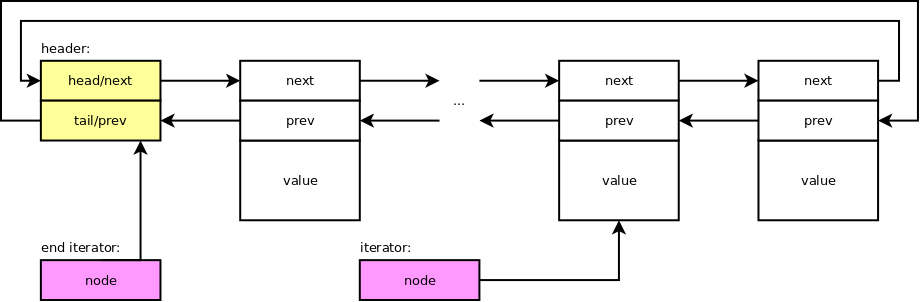 header:
head/next
next
next
next
...
tail/prev
prev
prev
prev
value
value
value
end iterator:
iterator:
node
node